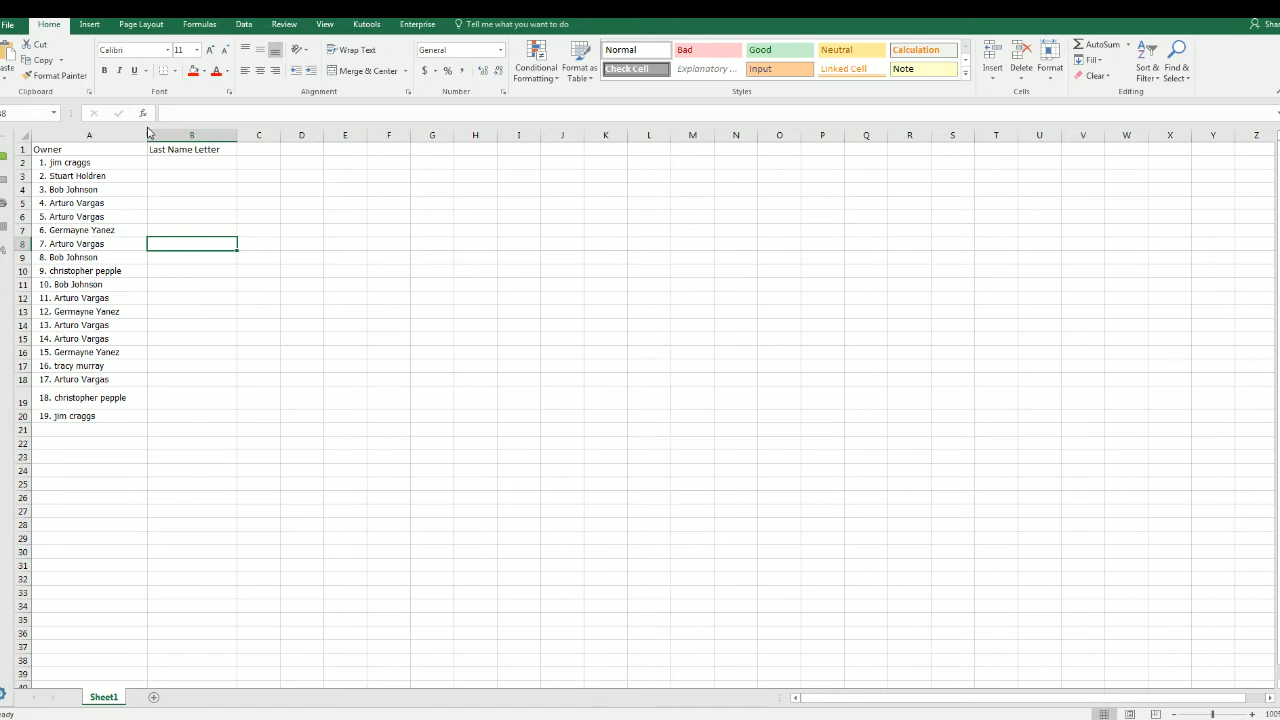 File Home Insert Page Layout Formulas Data Review View Kutools Enterprise Tell me what you want to do Shar
Cut
Copy
Format Painter
Clipboard
Calibri 11
U
Font
Wrap Text
Merge & Center
Alignment
General
$ % ,
Number
Conditional Formatting
Format as Table
Normal Bad Good Neutral Calculation
Check Cell Explanatory ... Input Linked Cell Note
Styles
Insert Delete Format
Cells
AutoSum
Fill
Clear
Sort & Filter
Find & Select
Editing
fx
A B C D E F G H I J K L M N O P Q R S T U V W X Y Z
1 Owner Last Name Letter
2 1. jim craggs
3 2. Stuart Holdren
4 3. Bob Johnson
5 4. Arturo Vargas
6 5. Arturo Vargas
7 6. Germayne Yanez
8 7. Arturo Vargas
9 8. Bob Johnson
10 9. christopher pepple
11 10. Bob Johnson
12 11. Arturo Vargas
13 12. Germayne Yanez
14 13. Arturo Vargas
15 14. Arturo Vargas
16 15. Germayne Yanez
17 16. tracy murray
18 17. Arturo Vargas
19 18. christopher pepple
20 19. jim craggs
21
22
23
24
25
26
27
28
29
30
31
32
33
34
35
36
37
38
39
Sheet1
eady